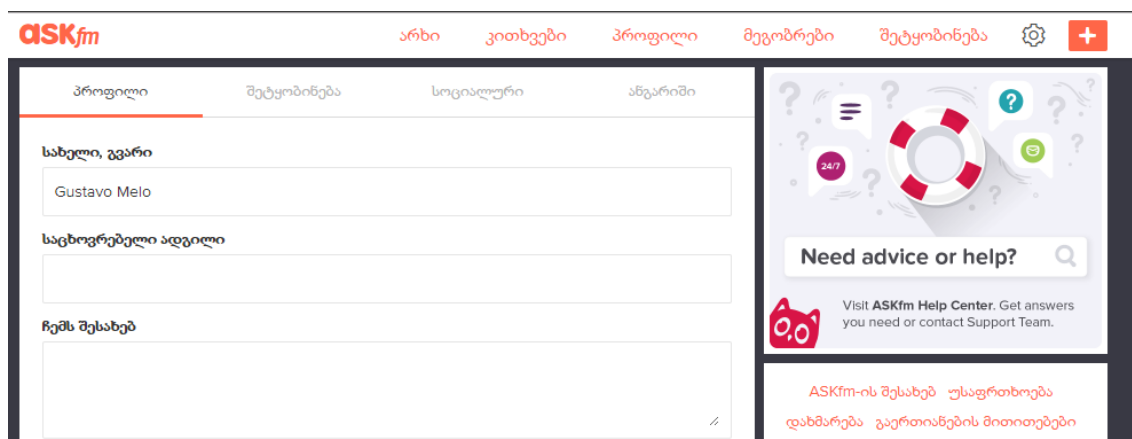 ASKfm
არხი კითხვები პროფილი მეგობრები შეტყობინება
პროფილი შეტყობინება სოციალური ანგარიში
სახელი, გვარი
Gustavo Melo
საცხოვრებელი ადგილი
ჩემს შესახებ
24/7
Need advice or help?
Visit ASKfm Help Center. Get answers
you need or contact Support Team.
ASKfm-ის შესახებ უსაფრთხოება
დახმარება გაერთიანების მითითებები